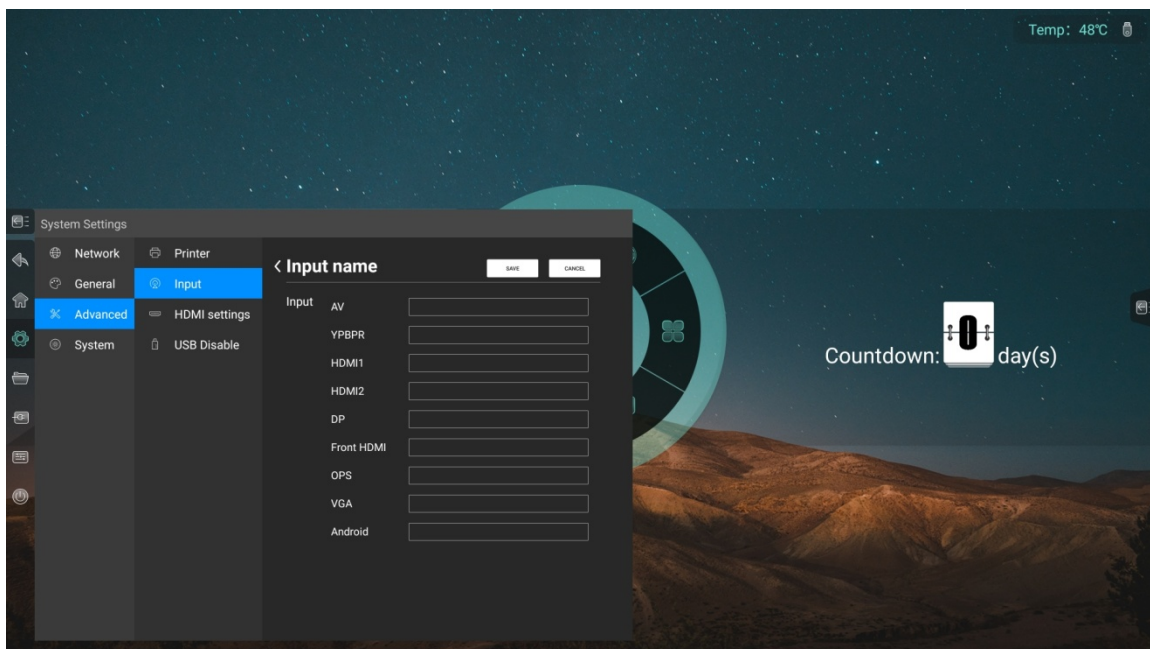 Temp: 48℃
System Settings
Network
General
Advanced
System
Printer
Input
HDMI settings
USB Disable
< Input name
SAVE
CANCEL
Input
AV
YPBPR
HDMI1
HDMI2
DP
Front HDMI
OPS
VGA
Android
Countdown: 0 day(s)